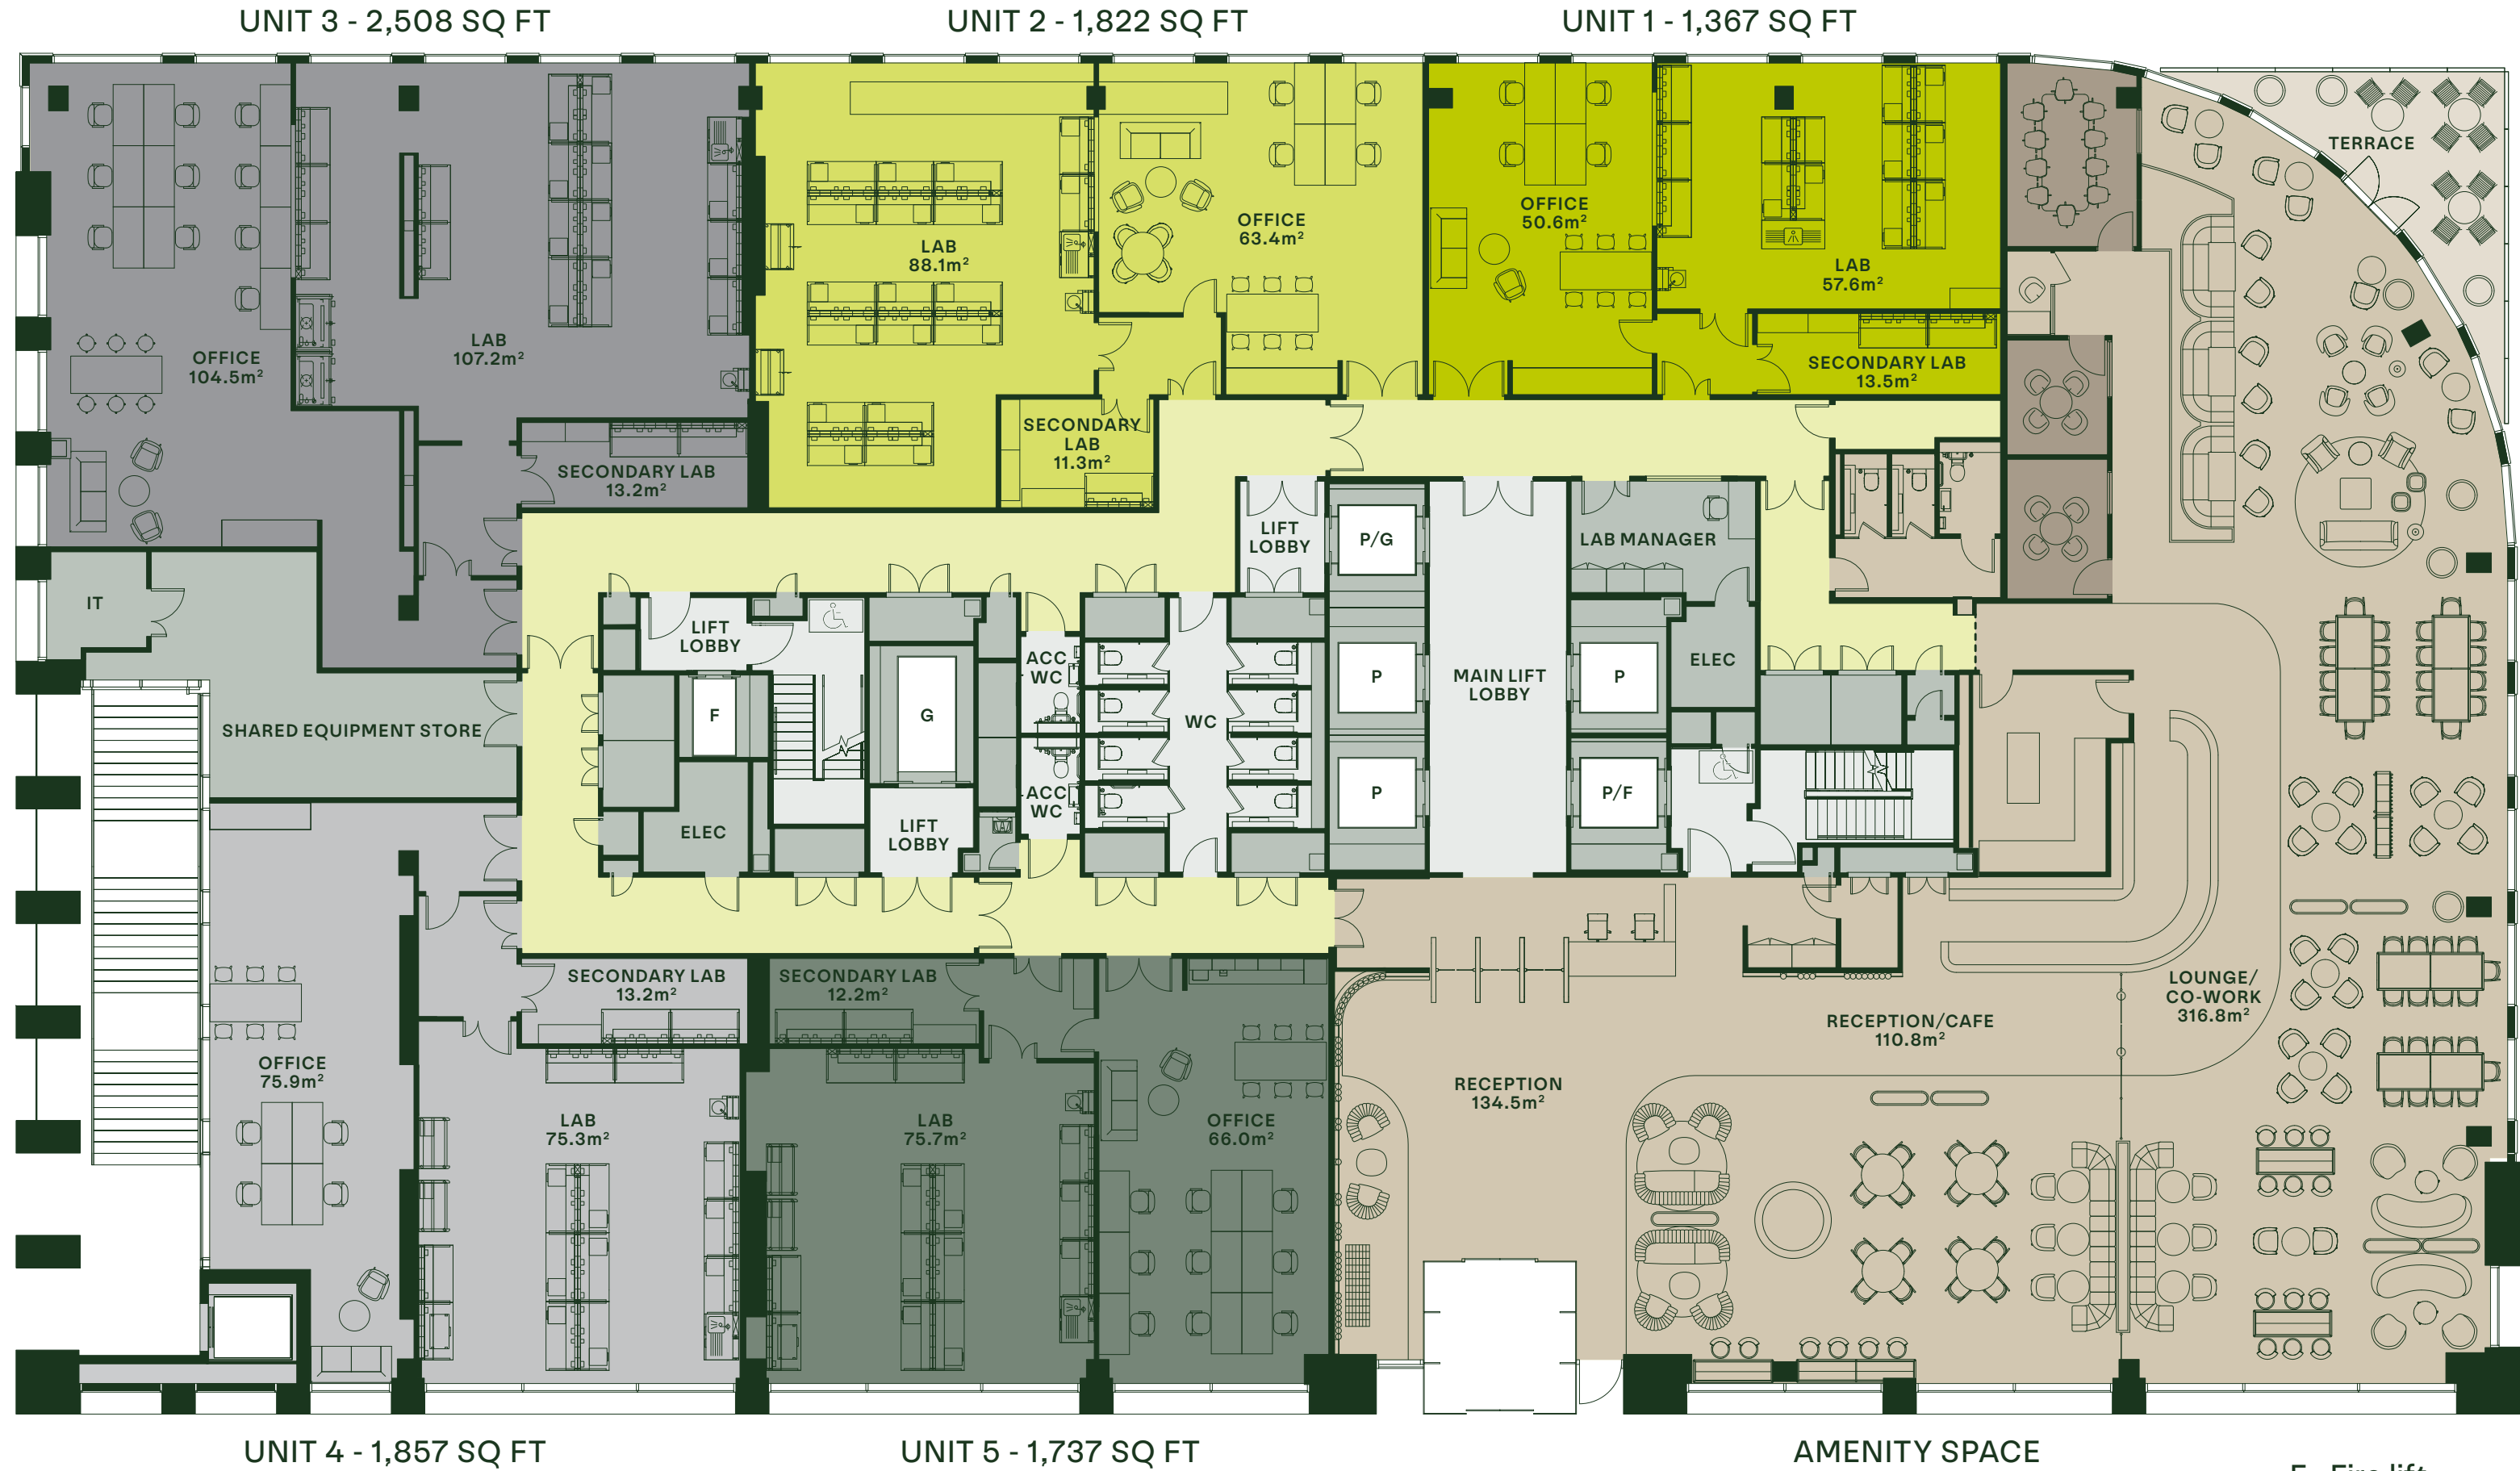 UNIT 3 - 2,508 SQ FT
UNIT 2 - 1,822 SQ FT
UNIT 1 - 1,367 SQ FT
TERRACE
OFFICE
50.6m²
OFFICE
63.4m²
LAB
88.1m²
LAB
57.6m²
LAB
107.2m²
OFFICE
104.5m²
SECONDARY LAB
13.5m²
SECONDARY
LAB
11.3m²
SECONDARY LAB
13.2m²
LIFT
LOBBY
P/G
LAB MANAGER
IT
LIFT
LOBBY
ACC
WC
ELEC
MAIN LIFT
LOBBY
P
P
F
G
WC
SHARED EQUIPMENT STORE
P
P/F
ACC
WC
ELEC
LIFT
LOBBY
SECONDARY LAB
13.2m²
SECONDARY LAB
12.2m²
LOUNGE/
CO-WORK
316.8m²
RECEPTION/CAFE
110.8m²
OFFICE
75.9m²
RECEPTION
134.5m²
LAB
75.3m²
LAB
75.7m²
OFFICE
66.0m²
UNIT 4 - 1,857 SQ FT
UNIT 5 - 1,737 SQ FT
AMENITY SPACE